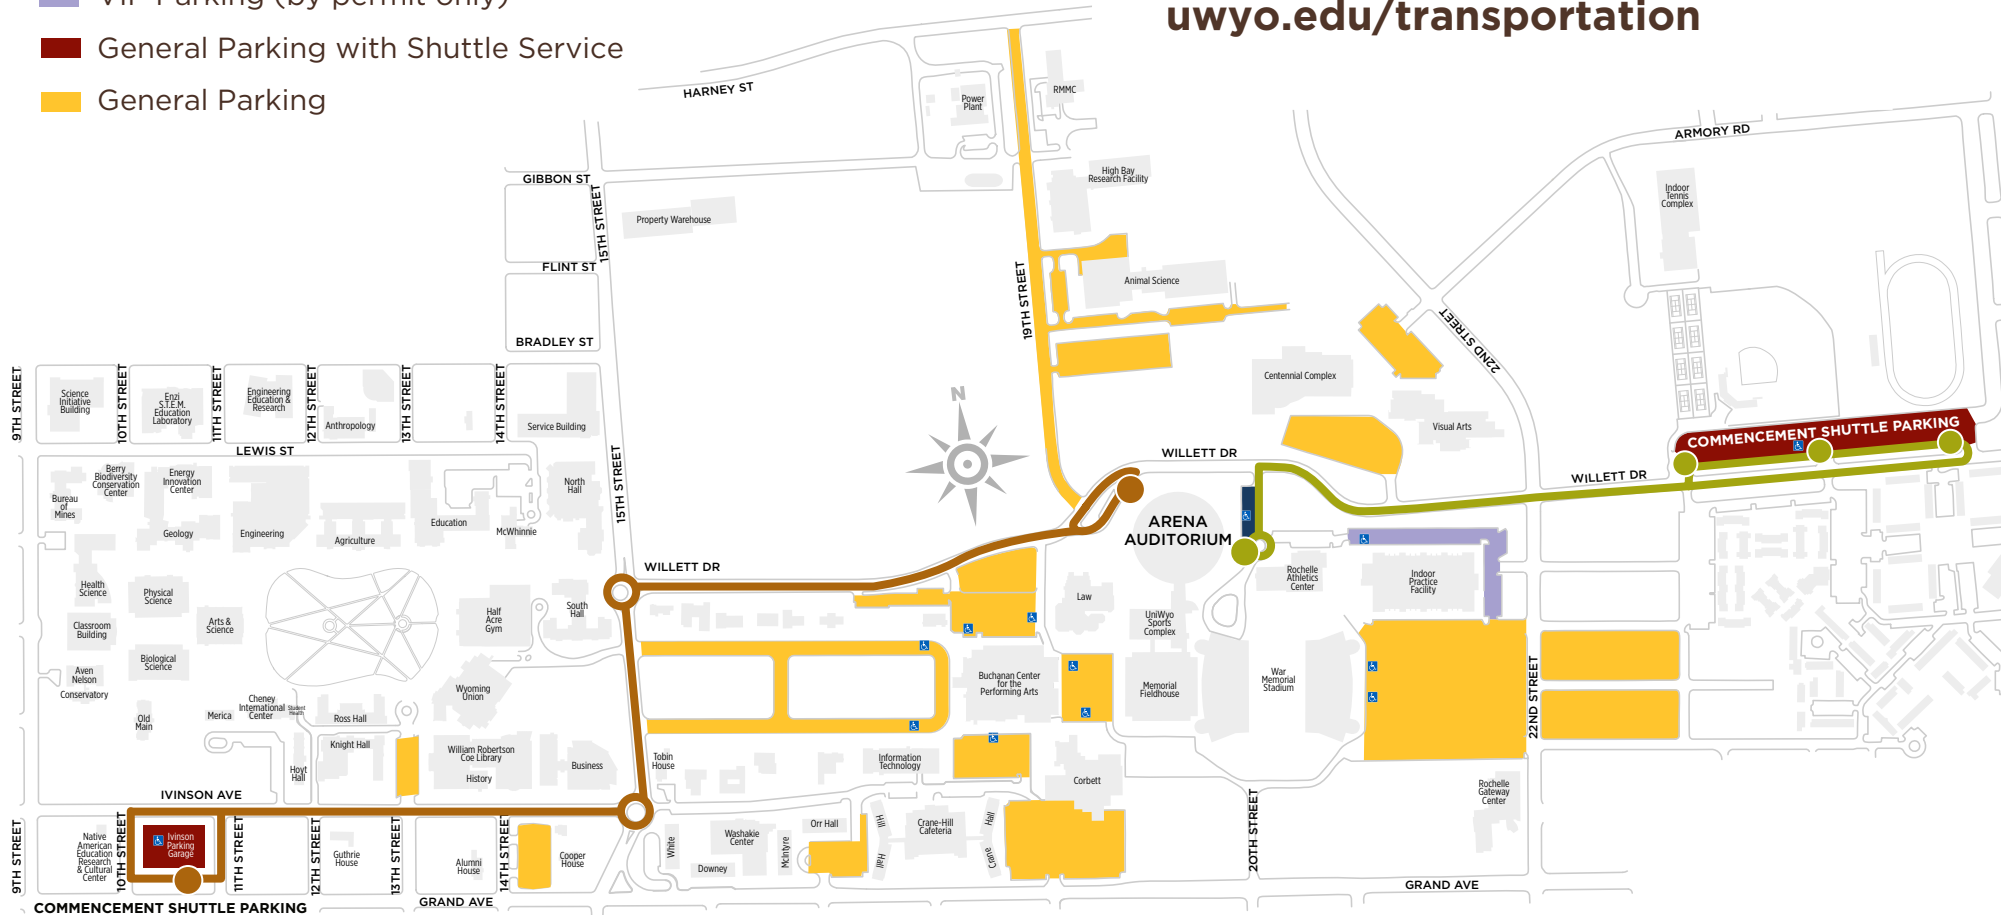 VIP Parking (by permit only)
General Parking with Shuttle Service
General Parking
uwyo.edu/transportation
HARNEY ST
Power
Plant
RMMC
ARMORY RD
GIBBON ST
High Bay
Research Facility
Indoor
Tennis
Complex
15TH STREET
Property Warehouse
FLINT ST
19TH STREET
Animal Science
BRADLEY ST
22ND STREET
Centennial Complex
Visual Arts
N
9TH STREET
Science
Initiative
Building
10TH STREET
Enzi
S.T.E.M.
Education
Laboratory
11TH STREET
Engineering
Education &
Research
12TH STREET
Anthropology
13TH STREET
14TH STREET
Service Building
LEWIS ST
COMMENCEMENT SHUTTLE PARKING
WILLETT DR
WILLETT DR
Berry
Biodiversity
Conservation
Center
Energy
Innovation
Center
Bureau
of
Mines
Geology
Engineering
Agriculture
Education
McWhinnie
North
Hall
15TH STREET
ARENA
AUDITORIUM
WILLETT DR
Health
Science
Physical
Science
Classroom
Building
Arts &
Science
Biological
Science
Aven
Nelson
Conservatory
Half
Acre
Gym
South
Hall
Law
UniWyo
Sports
Complex
Rochelle
Athletics
Center
Indoor
Practice
Facility
Old
Main
Merica
Cheney
International
Center
Student
Health
Ross Hall
Wyoming
Union
Buchanan Center
for the
Performing Arts
Memorial
Fieldhouse
War
Memorial
Stadium
22ND STREET
Hoyt
Hall
Knight Hall
William Robertson
Coe Library
History
Business
Tobin
House
Information
Technology
Corbett
Rochelle
Gateway
Center
IVINSON AVE
9TH STREET
Native
American
Education
Research
& Cultural
Center
10TH STREET
Ivinson
Parking
Garage
11TH STREET
12TH STREET
Guthrie
House
13TH STREET
Alumni
House
14TH STREET
Cooper
House
White
Washakie
Center
Downey
McIntyre
Orr Hall
Hill
Hall
Crane-Hill
Cafeteria
Hall
Crane
20TH STREET
GRAND AVE
GRAND AVE
COMMENCEMENT SHUTTLE PARKING